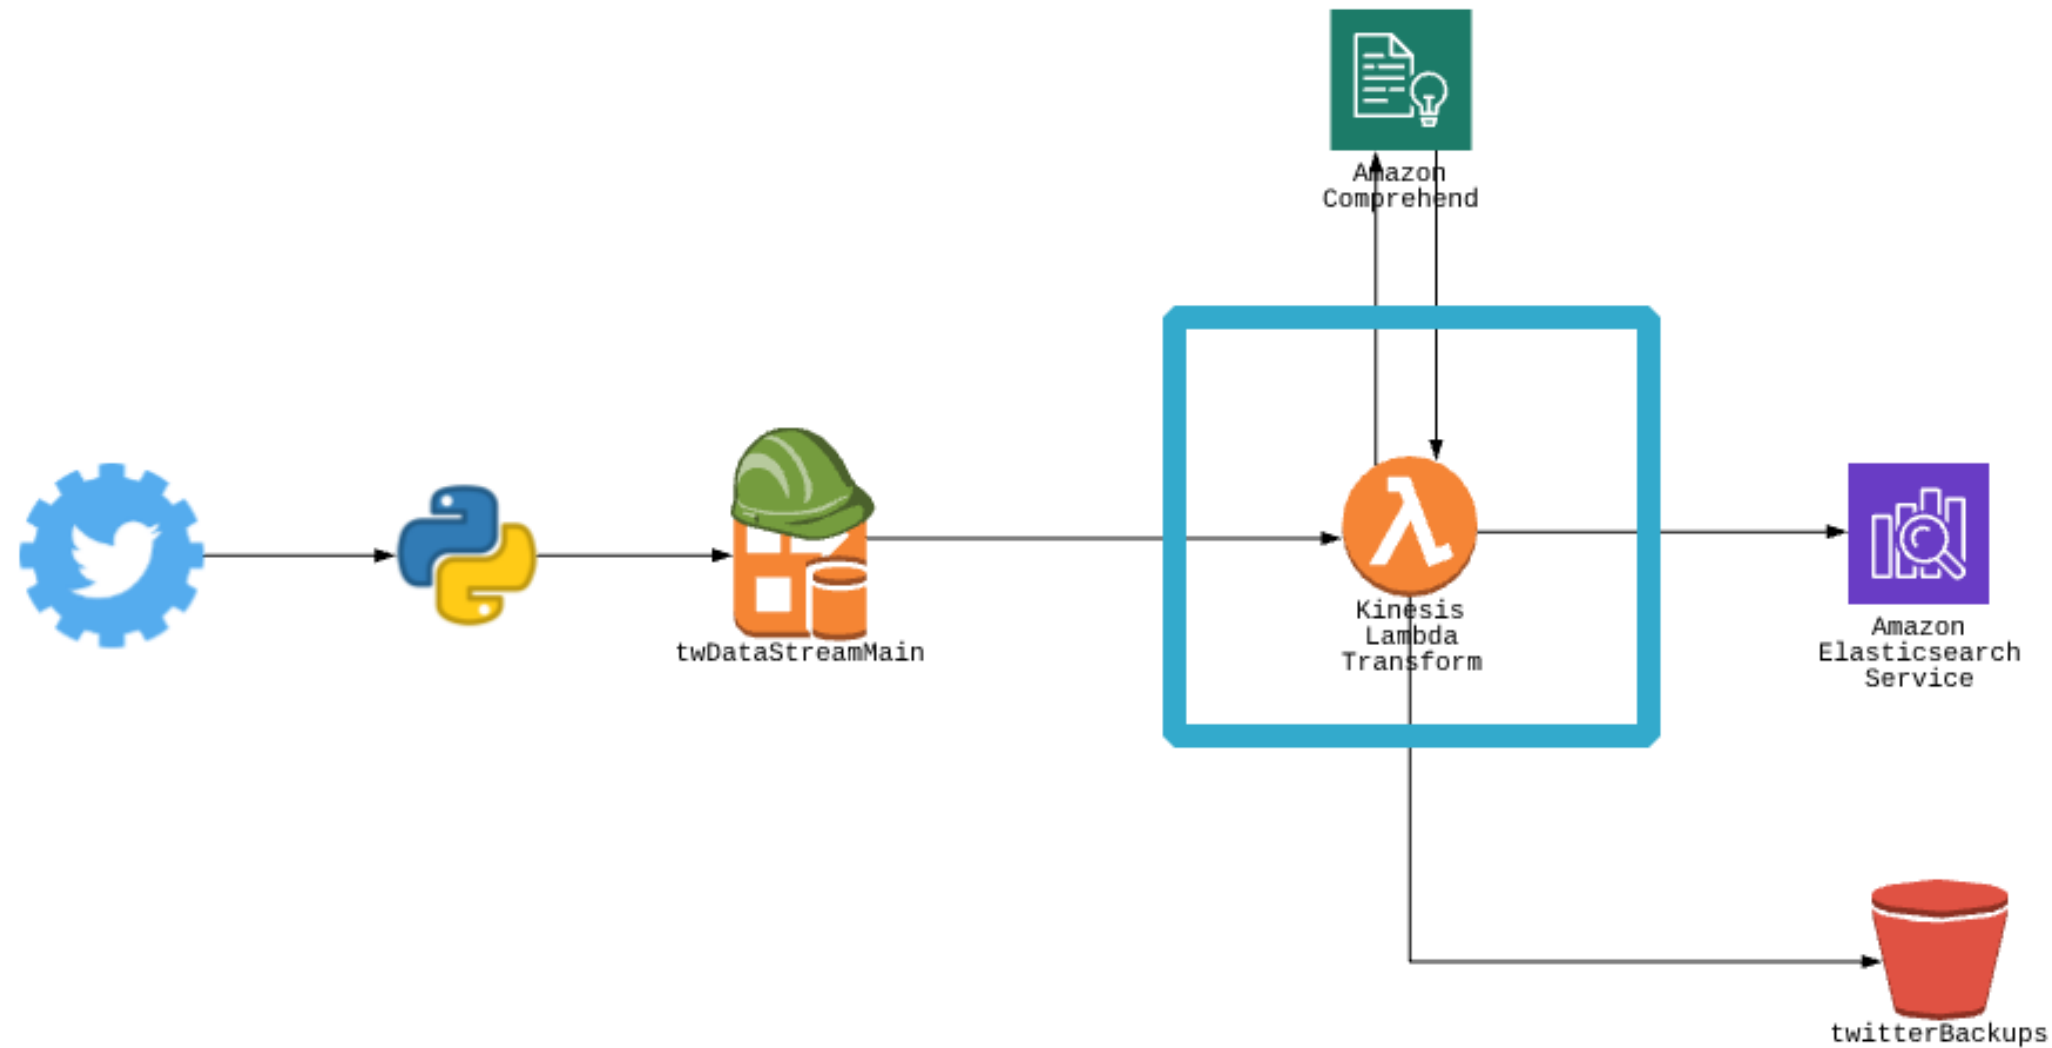 Amazon
Comprehend
twDataStreamMain
Kinesis
Lambda
Transform
Amazon
Elasticsearch
Service
twitterBackups